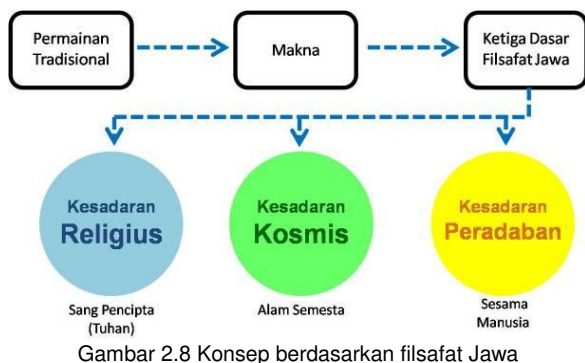 Permainan
Tradisional
Makna
Ketiga Dasar
Filsafat Jawa
Kesadaran
Religius
Kesadaran
Kosmis
Kesadaran
Peradaban
Sang Pencipta
(Tuhan)
Alam Semesta
Sesama
Manusia
Gambar 2.8 Konsep berdasarkan filsafat Jawa